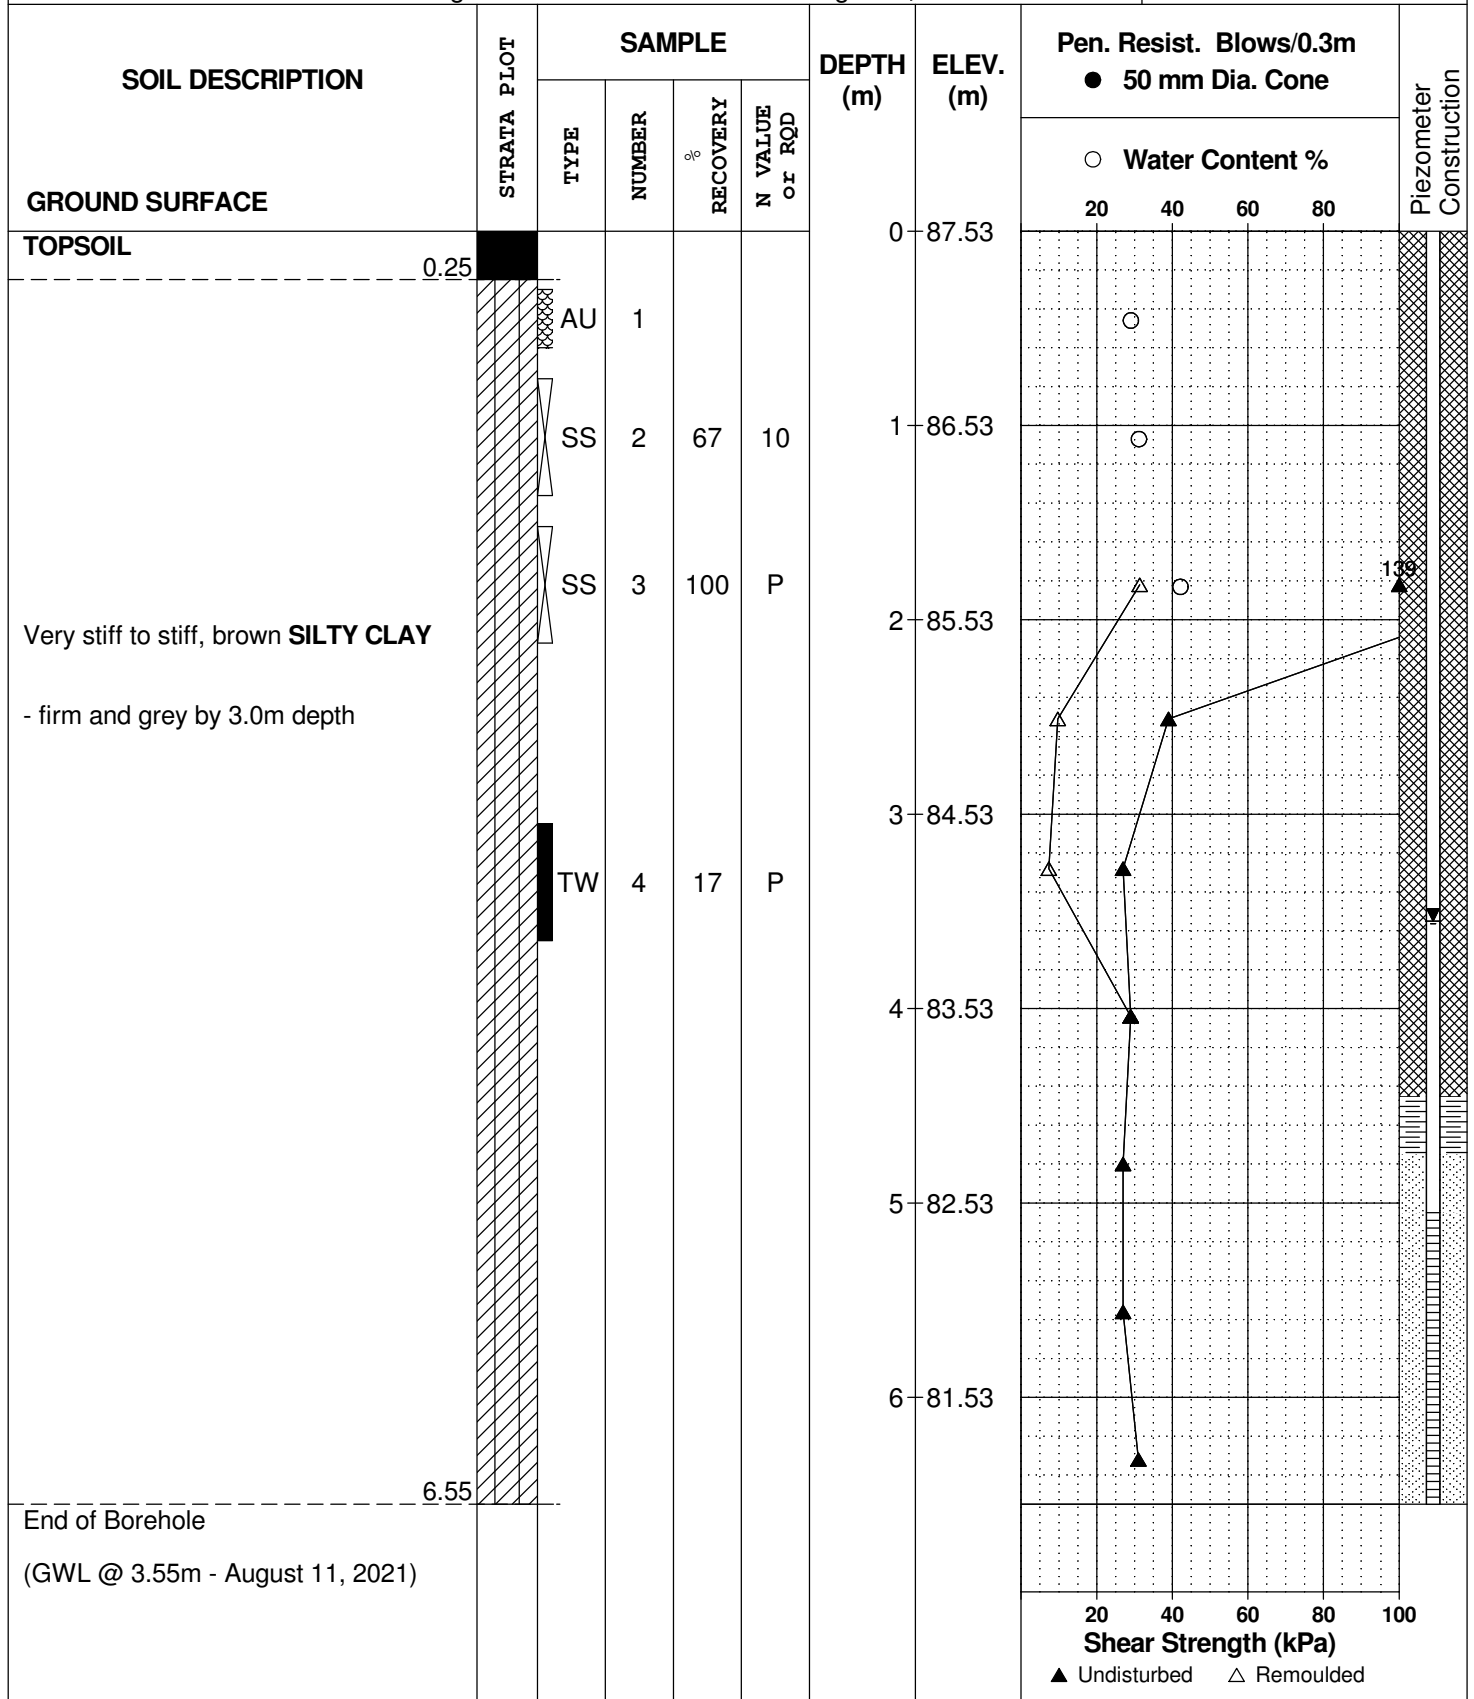 SOIL DESCRIPTION
GROUND SURFACE
STRATA PLOT
SAMPLE
TYPE
NUMBER
%
RECOVERY
N VALUE
or RQD
DEPTH
(m)
ELEV.
(m)
Pen. Resist. Blows/0.3m
● 50 mm Dia. Cone
○ Water Content %
20 40 60 80
Piezometer
Construction
TOPSOIL
0.25
0 87.53
AU 1
1 86.53
SS 2 67 10
139
SS 3 100 P
2 85.53
Very stiff to stiff, brown SILTY CLAY
- firm and grey by 3.0m depth
3 84.53
TW 4 17 P
4 83.53
5 82.53
6 81.53
6.55
End of Borehole
(GWL @ 3.55m - August 11, 2021)
20 40 60 80 100
Shear Strength (kPa)
▲ Undisturbed △ Remoulded